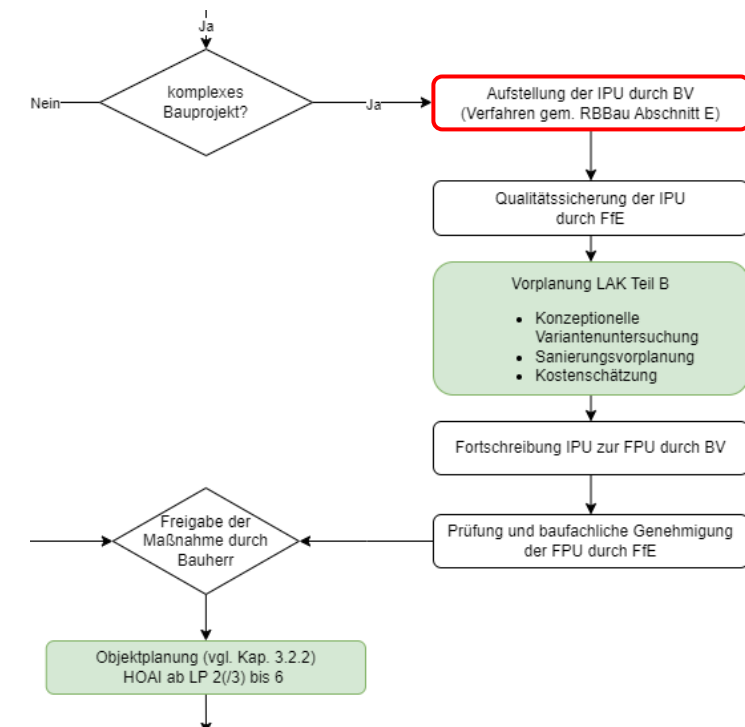 Ja
komplexes
Bauprojekt?
Nein
Ja
Aufstellung der IPU durch BV
(Verfahren gem. RBBau Abschnitt E)
Qualitätssicherung der IPU
durch FfE
Vorplanung LAK Teil B
• Konzeptionelle
Variantenuntersuchung
• Sanierungsvorplanung
• Kostenschätzung
Fortschreibung IPU zur FPU durch BV
Prüfung und baufachliche Genehmigung
der FPU durch FfE
Freigabe der
Maßnahme durch
Bauherr
Objektplanung (vgl. Kap. 3.2.2)
HOAI ab LP 2(/3) bis 6